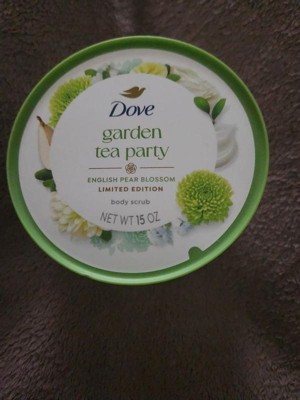 Dove
garden
tea party
ENGLISH PEAR BLOSSOM
LIMITED EDITION
body scrub
NET WT 15 OZ